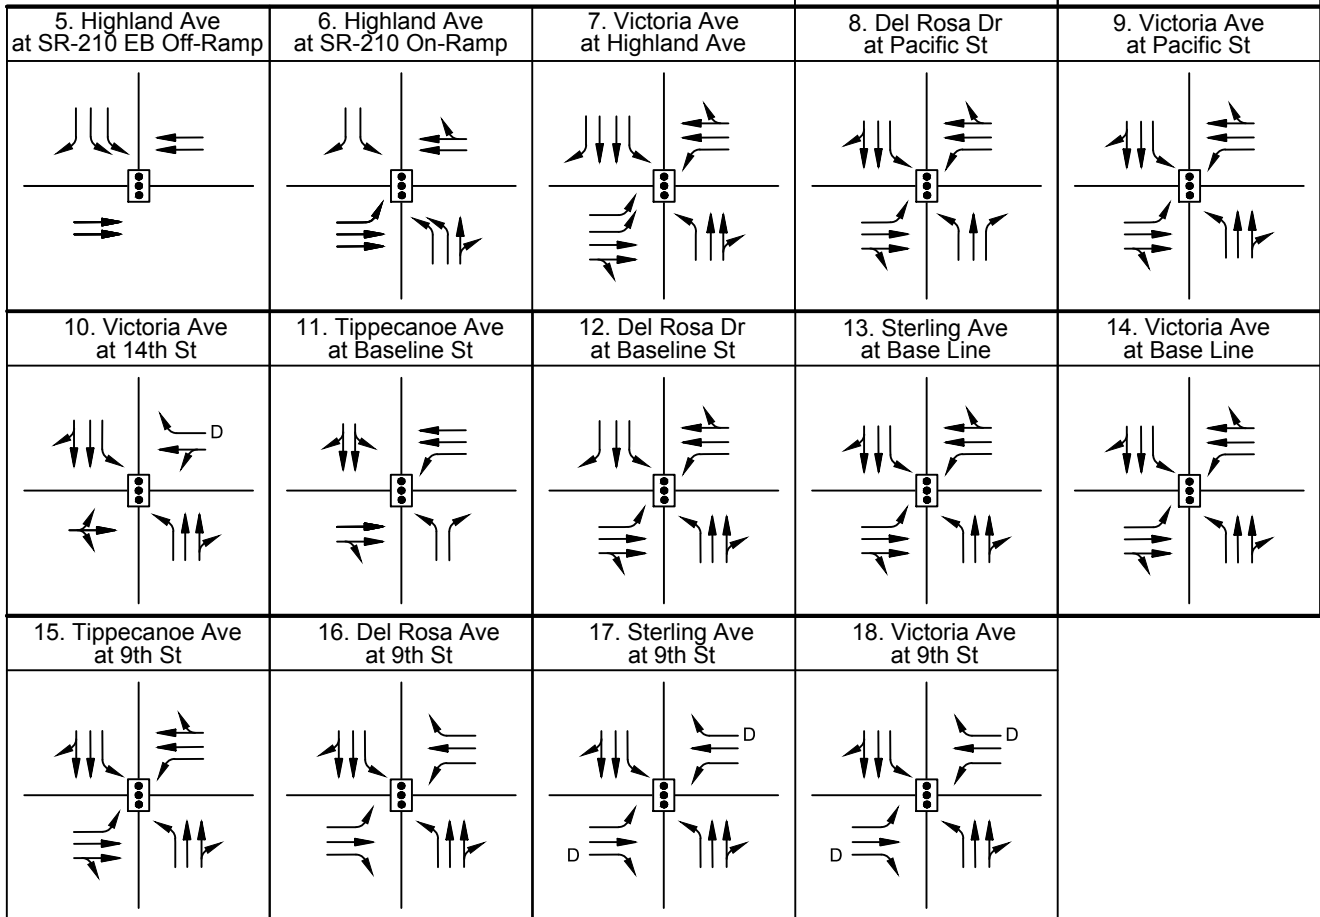 5. Highland Ave
at SR-210 EB Off-Ramp
6. Highland Ave
at SR-210 On-Ramp
7. Victoria Ave
at Highland Ave
8. Del Rosa Dr
at Pacific St
9. Victoria Ave
at Pacific St
10. Victoria Ave
at 14th St
D
11. Tippecanoe Ave
at Baseline St
12. Del Rosa Dr
at Baseline St
13. Sterling Ave
at Base Line
14. Victoria Ave
at Base Line
15. Tippecanoe Ave
at 9th St
16. Del Rosa Ave
at 9th St
17. Sterling Ave
at 9th St
D
D
18. Victoria Ave
at 9th St
D
D